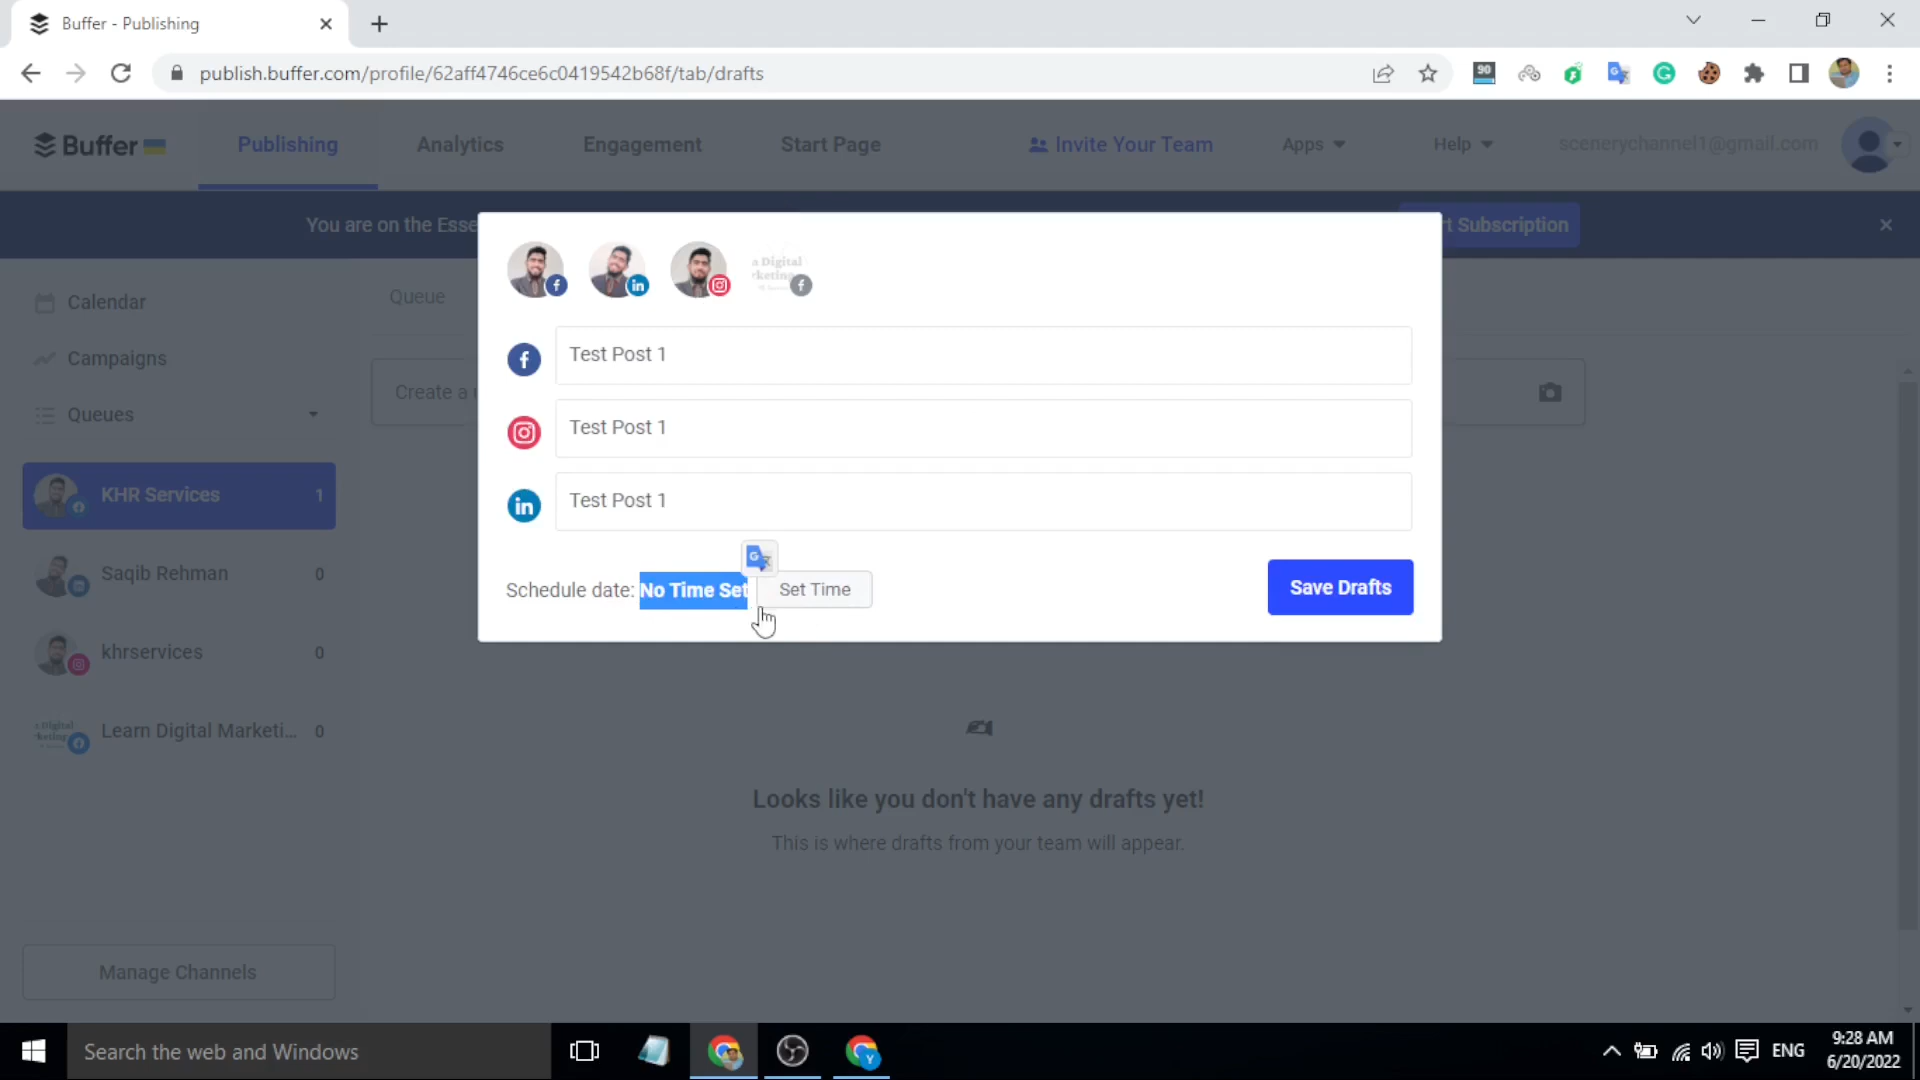 Buffer - Publishing
publish.buffer.com/profile/62aff4746ce6c0419542b68f/tab/drafts
90
Buffer
Publishing
Analytics
Engagement
Start Page
Invite Your Team
Apps
Help
scenerychannel1@gmail.com
You are on the Esse
t Subscription
Calendar
Campaigns
Queues
KHR Services 1
Saqib Rehman 0
khrservices 0
Learn Digital Marketi... 0
Manage Channels
Queue
Create a
a Digital
Test Post 1
Test Post 1
Test Post 1
Schedule date: No Time Set
Set Time
Save Drafts
Looks like you don't have any drafts yet!
This is where drafts from your team will appear.
Search the web and Windows
ENG
9:28 AM
6/20/2022